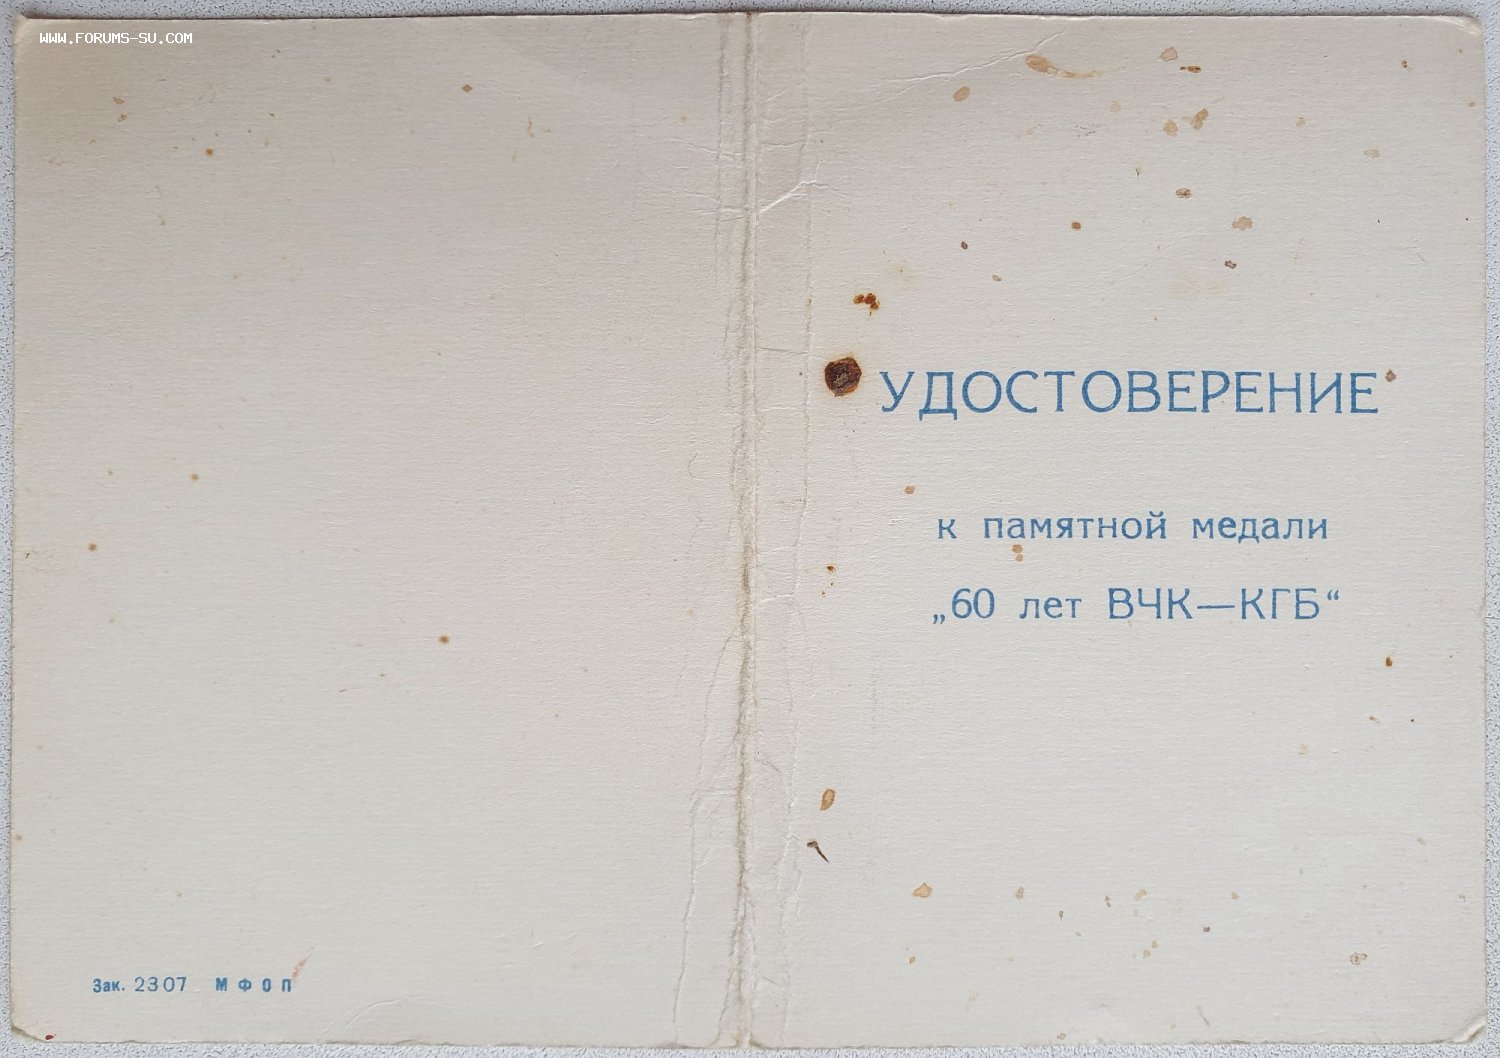 WWW.FORUMS-SU.COM
УДОСТОВЕРЕНИЕ
к памятной медали
„60 лет ВЧК—КГБ“
Зак. 2307 МФОП